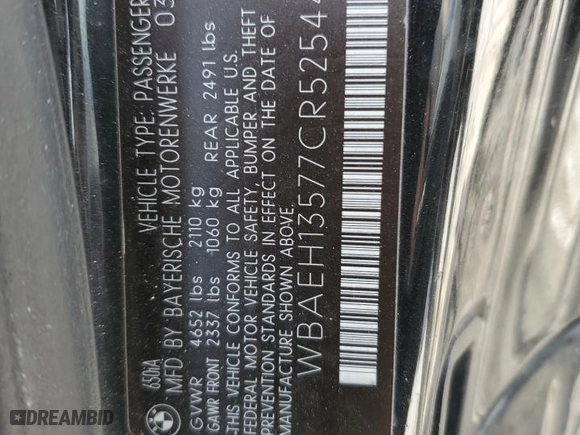 650iA
VEHICLE TYPE: PASSENGER
MFD BY BAYERISCHE MOTORENWERKE 03
GVWR 4652 lbs 2110 kg
GAWR FRONT 2337 lbs 1060 kg REAR 2491 lbs
THIS VEHICLE CONFORMS TO ALL APPLICABLE U.S.
FEDERAL MOTOR VEHICLE SAFETY, BUMPER AND THEFT
PREVENTION STANDARDS IN EFFECT ON THE DATE OF
MANUFACTURE SHOWN ABOVE.
WBAEH13577CR5254
DREAMBID